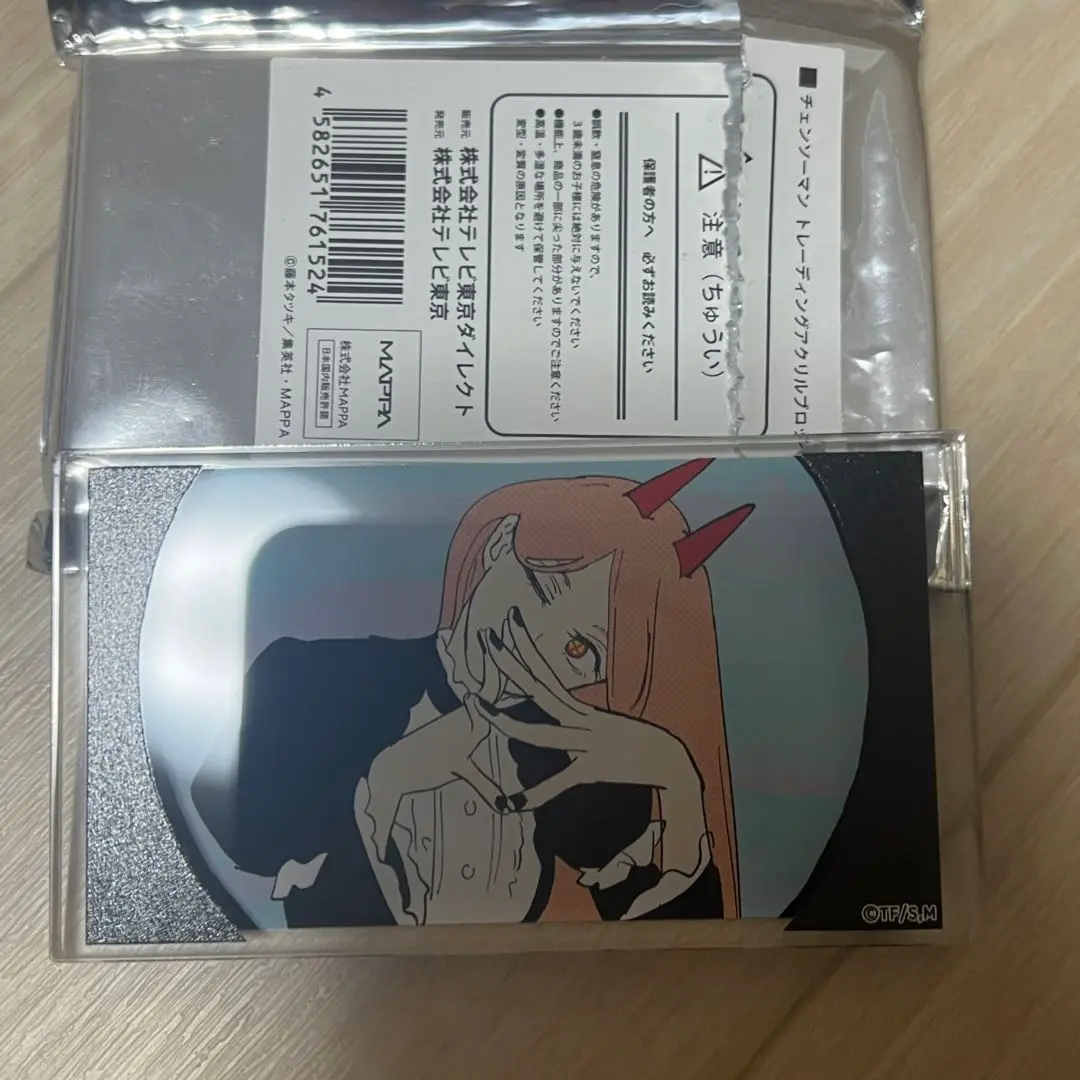 ■ チェンソーマン トレーディングアクリルブロッ
注意(ちゅうい)
保護者の方へ 必ずお読みください
●誤飲・窒息の危険がありますので、
3歳未満のお子様には絶対に与えないでください
●機能上、商品の一部に尖った部分がありますのでご注意ください
●高温・多湿な場所を避けて保管してください
変型・変質の原因となります
販売元 株式会社テレビ東京ダイレクト
発売元 株式会社テレビ東京
4 582651 761524
MAPPA
株式会社MAPPA
日本国内販売許諾
©藤本タツキ/集英社・MAPPA
©TF/S,M